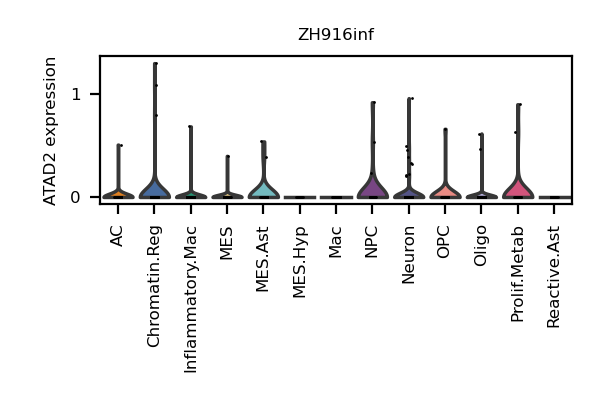 ZH916inf
ATAD2 expression
1
0
AC
Chromatin.Reg
Inflammatory.Mac
MES
MES.Ast
MES.Hyp
Mac
NPC
Neuron
OPC
Oligo
Prolif.Metab
Reactive.Ast